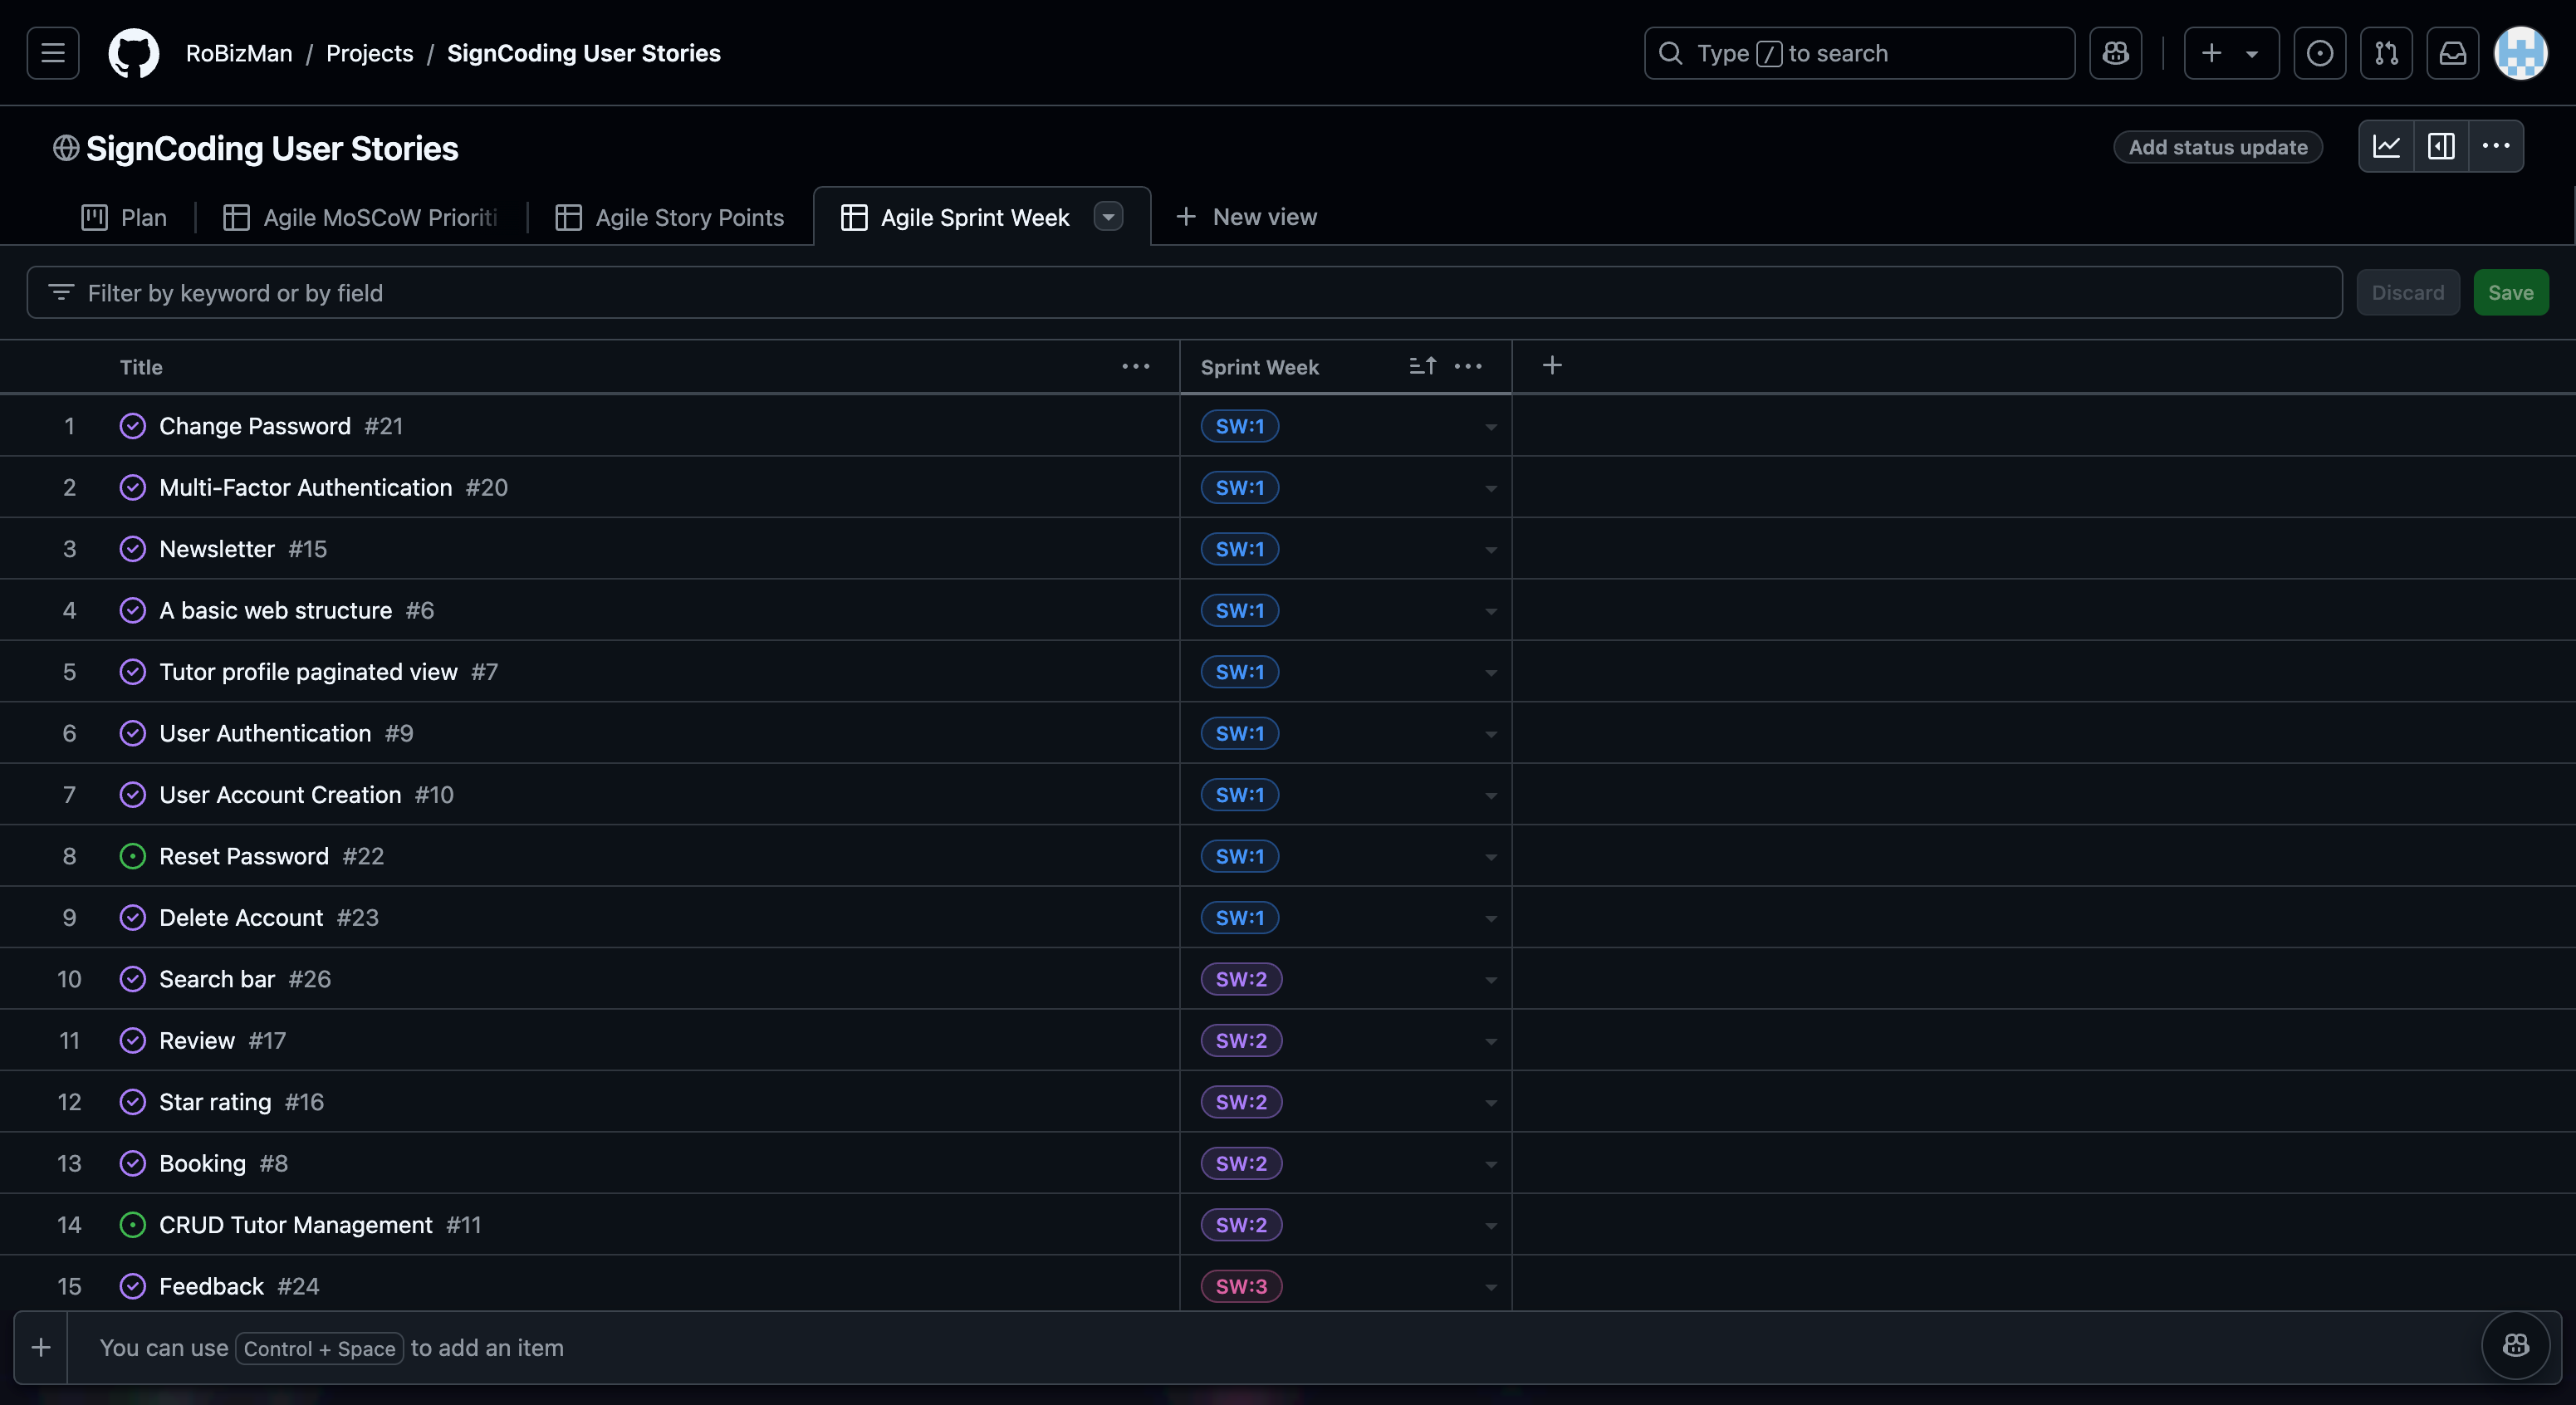 RoBizMan / Projects / SignCoding User Stories
Type / to search
SignCoding User Stories
Add status update
Plan
Agile MoSCoW Prioriti
Agile Story Points
Agile Sprint Week
New view
Filter by keyword or by field
Discard
Save
Title
Sprint Week
1 Change Password #21 SW:1
2 Multi-Factor Authentication #20 SW:1
3 Newsletter #15 SW:1
4 A basic web structure #6 SW:1
5 Tutor profile paginated view #7 SW:1
6 User Authentication #9 SW:1
7 User Account Creation #10 SW:1
8 Reset Password #22 SW:1
9 Delete Account #23 SW:1
10 Search bar #26 SW:2
11 Review #17 SW:2
12 Star rating #16 SW:2
13 Booking #8 SW:2
14 CRUD Tutor Management #11 SW:2
15 Feedback #24 SW:3
You can use Control + Space to add an item